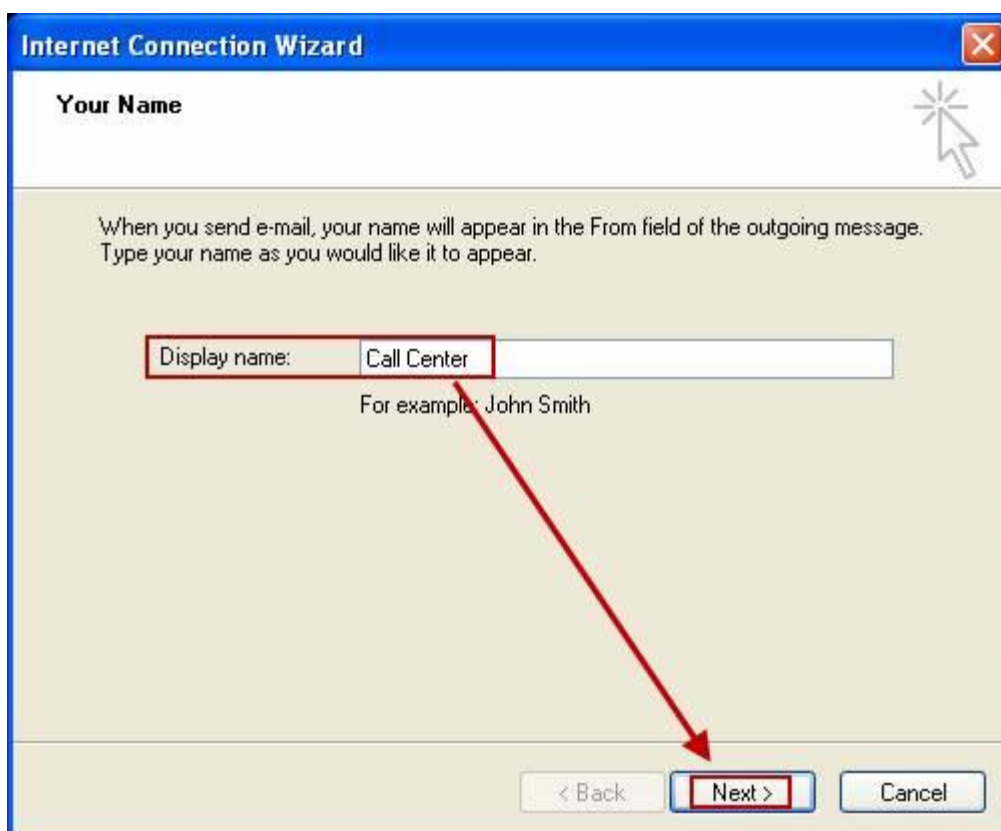 Internet Connection Wizard
Your Name
When you send e-mail, your name will appear in the From field of the outgoing message.
Type your name as you would like it to appear.
Display name: Call Center
For example: John Smith
< Back Next > Cancel